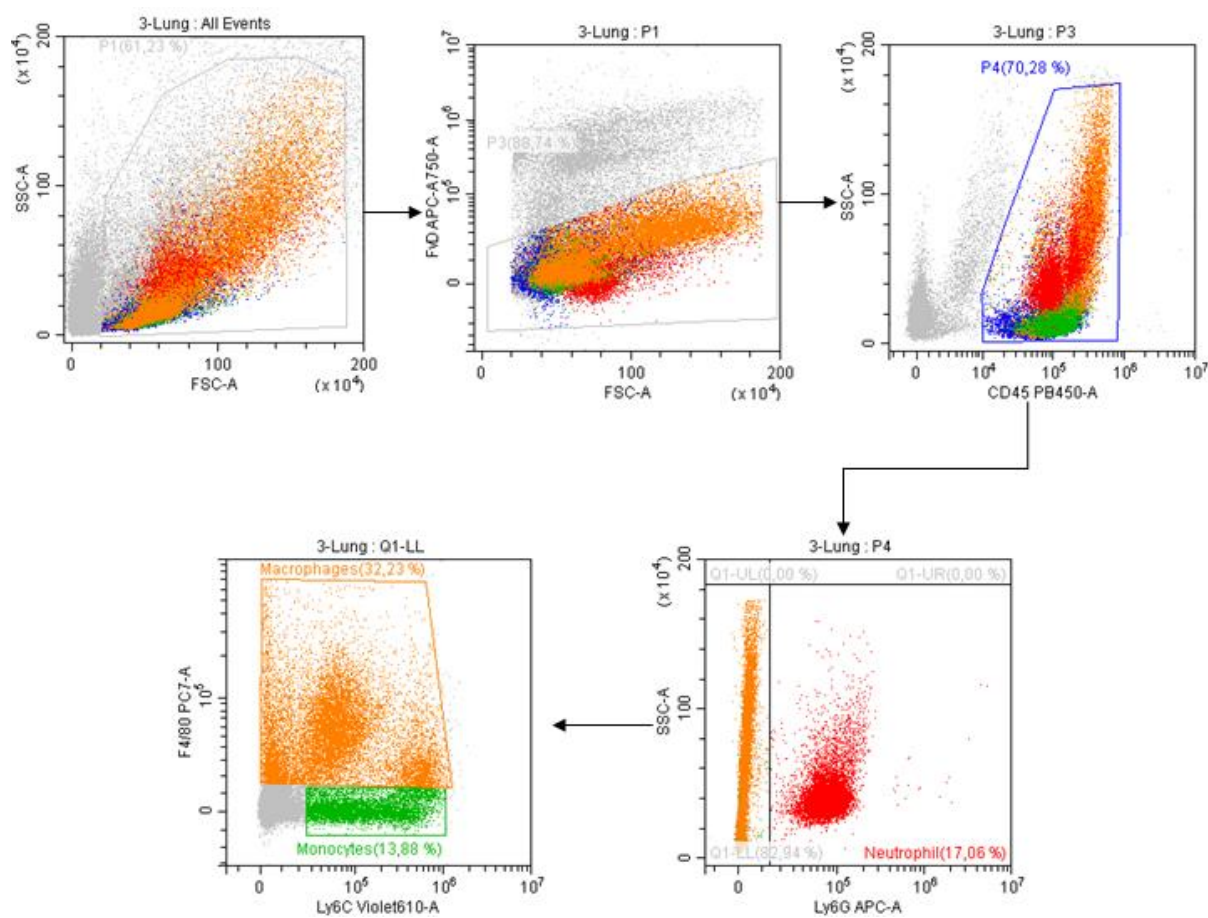 3-Lung : All Events
P1(61,23 %)
(x10⁴)
SSC-A
0
100
200
0
100
200
FSC-A
(x10⁴)
3-Lung : P1
P3(88,74 %)
FvDAPC-A750-A
10⁷
10⁶
10⁵
0
0
100
200
FSC-A
(x10⁴)
3-Lung : P3
P4(70,28 %)
(x10⁴)
SSC-A
0
100
200
0
10⁴
10⁵
10⁶
10⁷
CD45 PB450-A
3-Lung : Q1-LL
Macrophages(32,23 %)
F4/80 PC7-A
10⁵
0
Monocytes(13,88 %)
0
10⁵
10⁶
10⁷
Ly6C Violet610-A
3-Lung : P4
Q1-UL(0,00 %)
Q1-UR(0,00 %)
(x10⁴)
SSC-A
0
100
200
Q1-LL(82,94 %)
Neutrophil(17,06 %)
0
10⁵
10⁶
10⁷
Ly6G APC-A